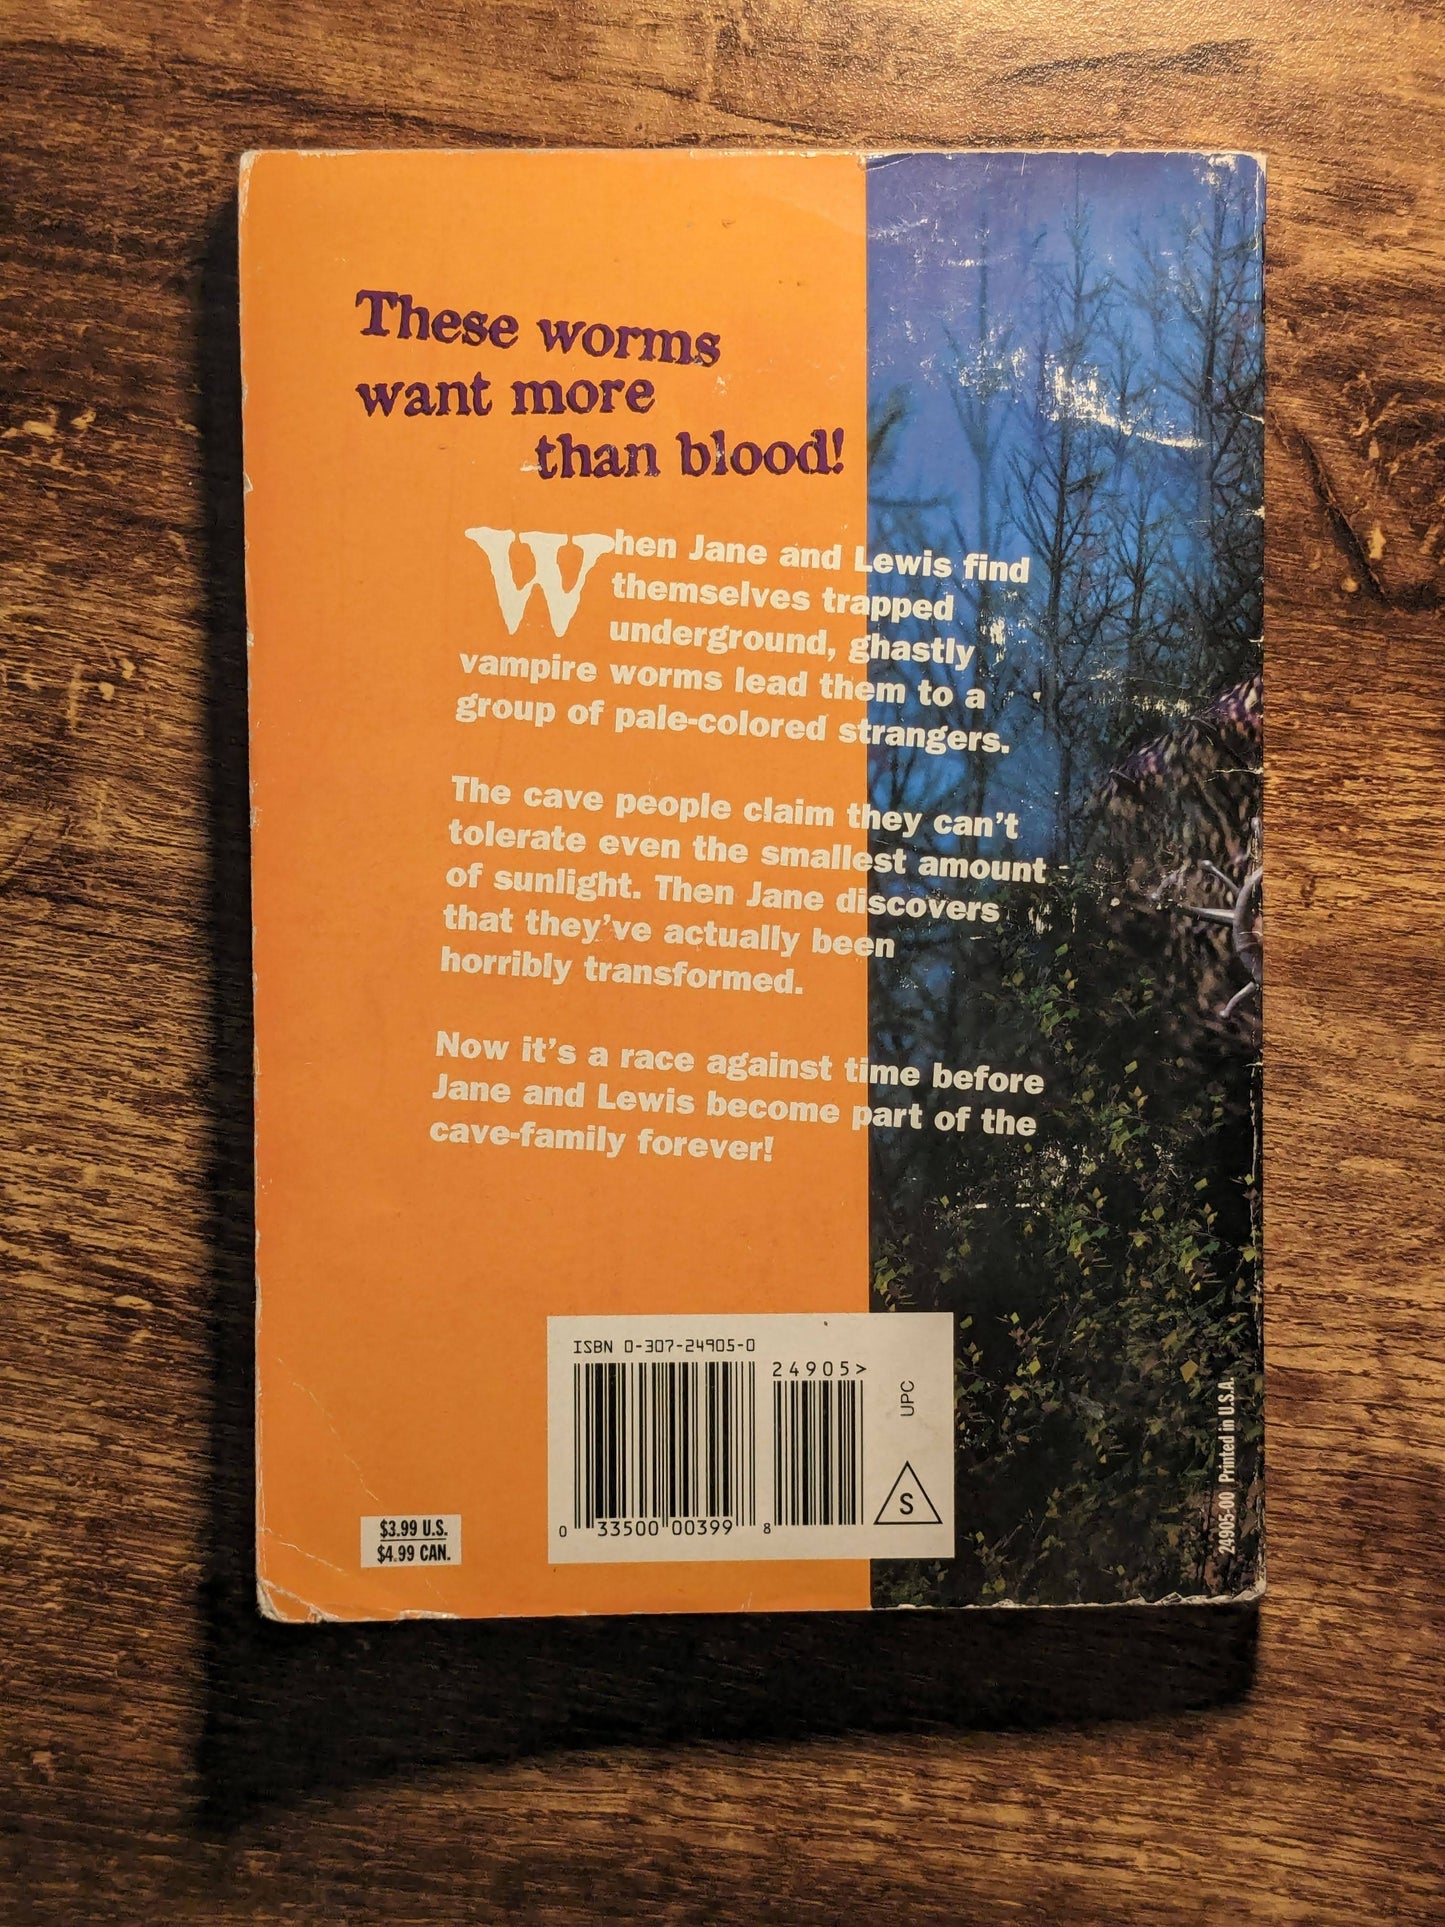 These worms
want more
than blood!
When Jane and Lewis find
themselves trapped
underground, ghastly
vampire worms lead them to a
group of pale-colored strangers.
The cave people claim they can't
tolerate even the smallest amount
of sunlight. Then Jane discovers
that they've actually been
horribly transformed.
Now it's a race against time before
Jane and Lewis become part of the
cave-family forever!
ISBN 0-307-24905-0
24905>
UPC
S
0 33500 00399 8
$3.99 U.S.
$4.99 CAN.
24905-00 Printed in U.S.A.